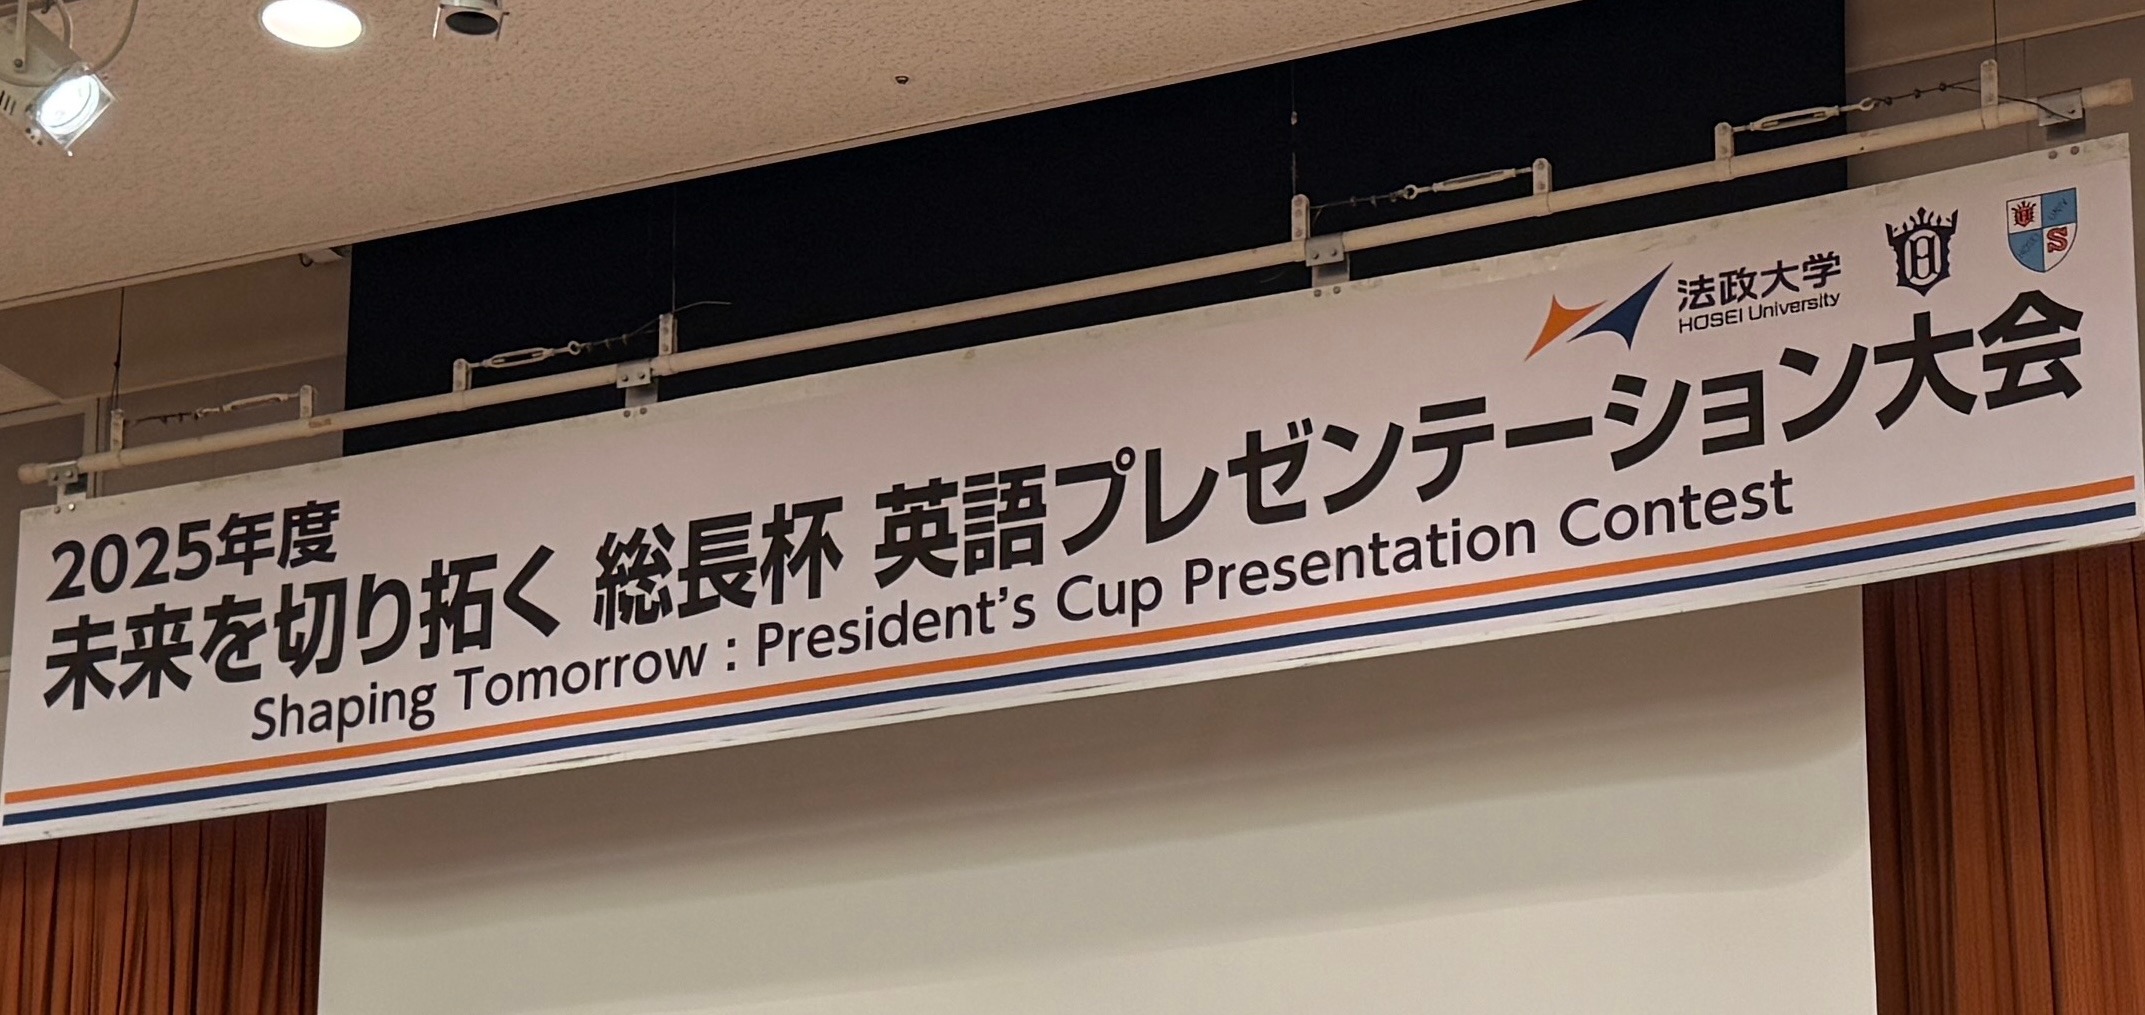 法政大学
HOSEI University
2025年度
未来を切り拓く 総長杯 英語プレゼンテーション大会
Shaping Tomorrow : President's Cup Presentation Contest